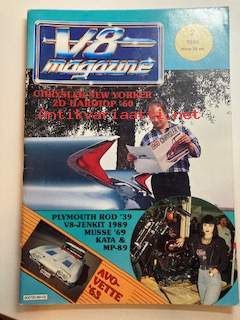 V8
magazine
CHRYSLER NEW YORKER
2D HARDTOP '60
antikvariaatti.net
PLYMOUTH ROD '39
V8-JENKIT 1989
MUSSE '69
KATA &
MP-89
AVO-
VETTE
'63